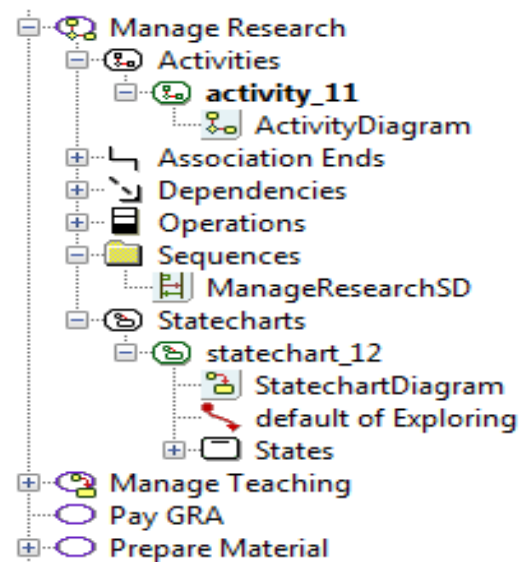 Manage Research
Activities
activity_11
ActivityDiagram
Association Ends
Dependencies
Operations
Sequences
ManageResearchSD
Statecharts
statechart_12
StatechartDiagram
default of Exploring
States
Manage Teaching
Pay GRA
Prepare Material